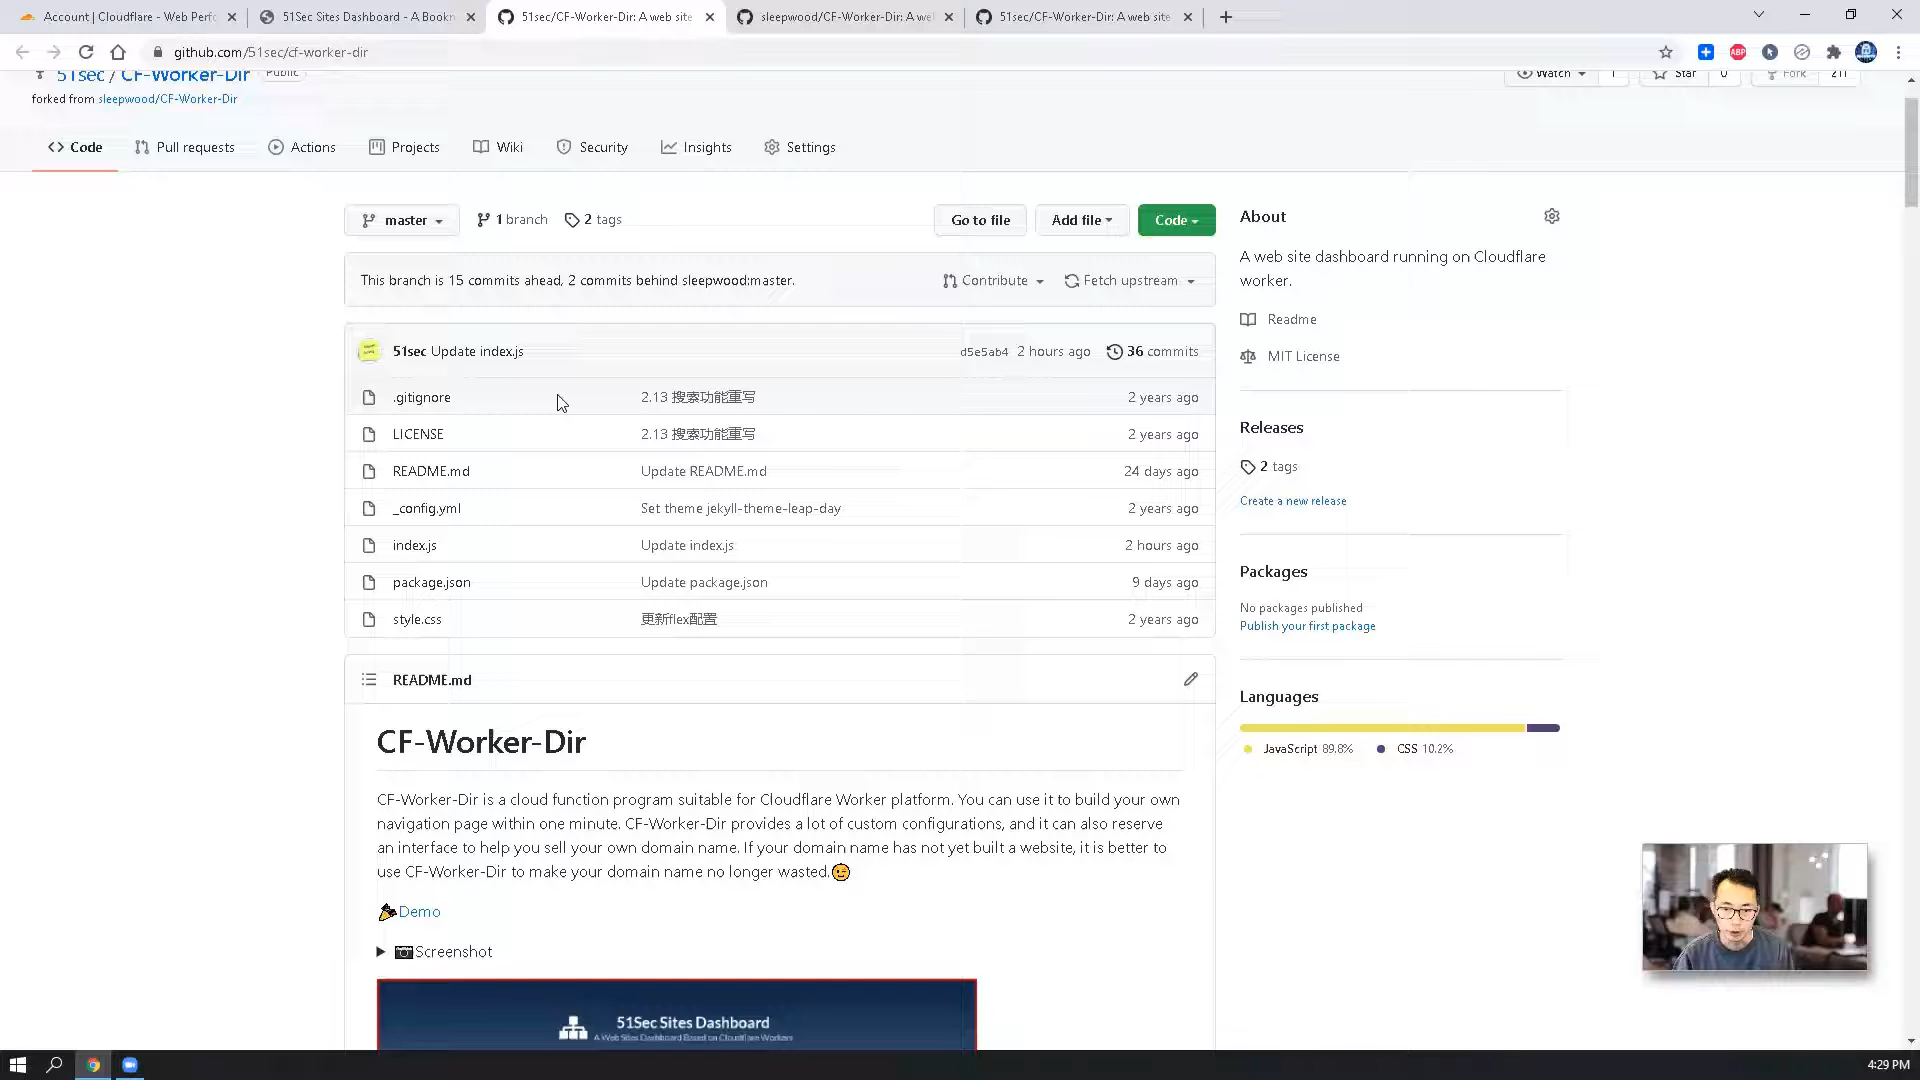 Account | Cloudflare - Web Perfo
51Sec Sites Dashboard - A Bookn
51sec/CF-Worker-Dir: A web site
sleepwood/CF-Worker-Dir: A wel
51sec/CF-Worker-Dir: A web site
github.com/51sec/cf-worker-dir
ABP
51sec / CF-Worker-Dir Public
Watch 1
Star 0
Fork 211
forked from sleepwood/CF-Worker-Dir
<> Code
Pull requests
Actions
Projects
Wiki
Security
Insights
Settings
master
1 branch
2 tags
Go to file
Add file
Code
This branch is 15 commits ahead, 2 commits behind sleepwood:master.
Contribute
Fetch upstream
51sec Update index.js
d5e5ab4 2 hours ago
36 commits
.gitignore 2.13 搜索功能重写 2 years ago
LICENSE 2.13 搜索功能重写 2 years ago
README.md Update README.md 24 days ago
_config.yml Set theme jekyll-theme-leap-day 2 years ago
index.js Update index.js 2 hours ago
package.json Update package.json 9 days ago
style.css 更新flex配置 2 years ago
README.md
CF-Worker-Dir
CF-Worker-Dir is a cloud function program suitable for Cloudflare Worker platform. You can use it to build your own
navigation page within one minute. CF-Worker-Dir provides a lot of custom configurations, and it can also reserve
an interface to help you sell your own domain name. If your domain name has not yet built a website, it is better to
use CF-Worker-Dir to make your domain name no longer wasted.😉
🎉Demo
📷Screenshot
51Sec Sites Dashboard
A Web Sites Dashboard Based on Cloudflare Workers
About
A web site dashboard running on Cloudflare
worker.
Readme
MIT License
Releases
2 tags
Create a new release
Packages
No packages published
Publish your first package
Languages
JavaScript 89.8%
CSS 10.2%
4:29 PM